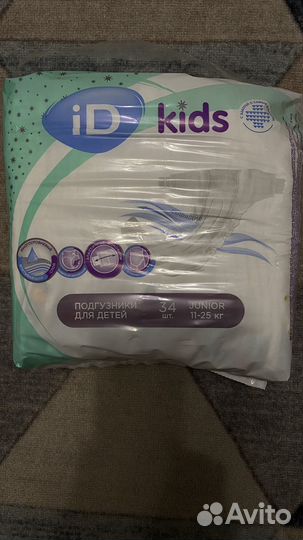 iD
kids
ПОДГУЗНИКИ
ДЛЯ ДЕТЕЙ
34
шт.
JUNIOR
11-25 кг
Avito